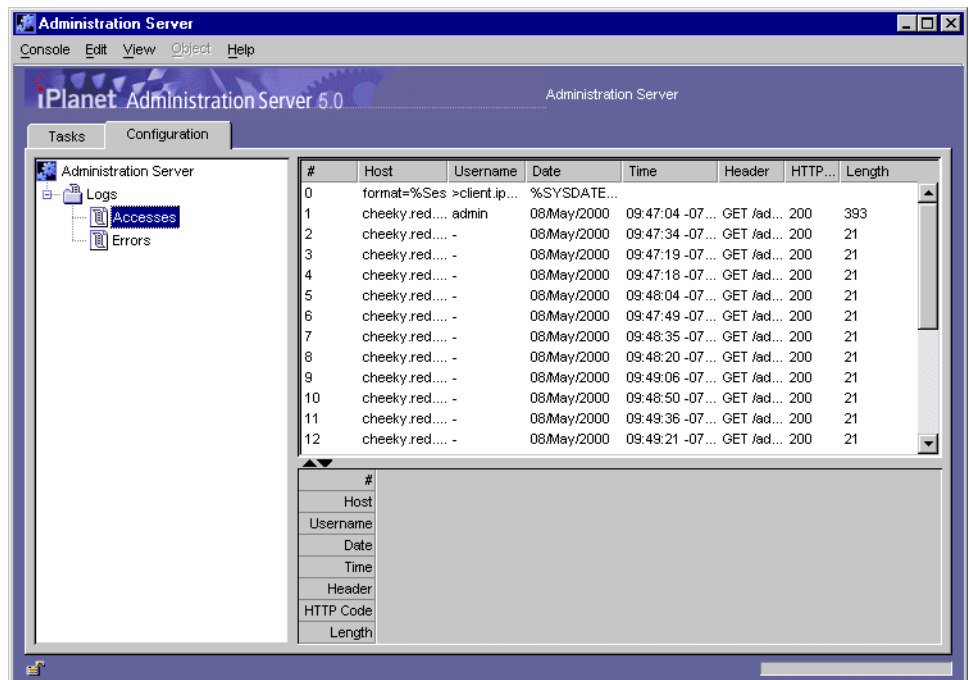 Administration Server
Console Edit View Object Help
iPlanet Administration Server 5.0
Administration Server
Tasks Configuration
Administration Server
Logs
Accesses
Errors
# Host Username Date Time Header HTTP... Length
0 format=%Ses >client.ip... %SYSDATE...
1 cheeky.red.... admin 08/May/2000 09:47:04 -07... GET /ad... 200 393
2 cheeky.red.... - 08/May/2000 09:47:34 -07... GET /ad... 200 21
3 cheeky.red.... - 08/May/2000 09:47:19 -07... GET /ad... 200 21
4 cheeky.red.... - 08/May/2000 09:47:18 -07... GET /ad... 200 21
5 cheeky.red.... - 08/May/2000 09:48:04 -07... GET /ad... 200 21
6 cheeky.red.... - 08/May/2000 09:47:49 -07... GET /ad... 200 21
7 cheeky.red.... - 08/May/2000 09:48:35 -07... GET /ad... 200 21
8 cheeky.red.... - 08/May/2000 09:48:20 -07... GET /ad... 200 21
9 cheeky.red.... - 08/May/2000 09:49:06 -07... GET /ad... 200 21
10 cheeky.red.... - 08/May/2000 09:48:50 -07... GET /ad... 200 21
11 cheeky.red.... - 08/May/2000 09:49:36 -07... GET /ad... 200 21
12 cheeky.red.... - 08/May/2000 09:49:21 -07... GET /ad... 200 21
#
Host
Username
Date
Time
Header
HTTP Code
Length